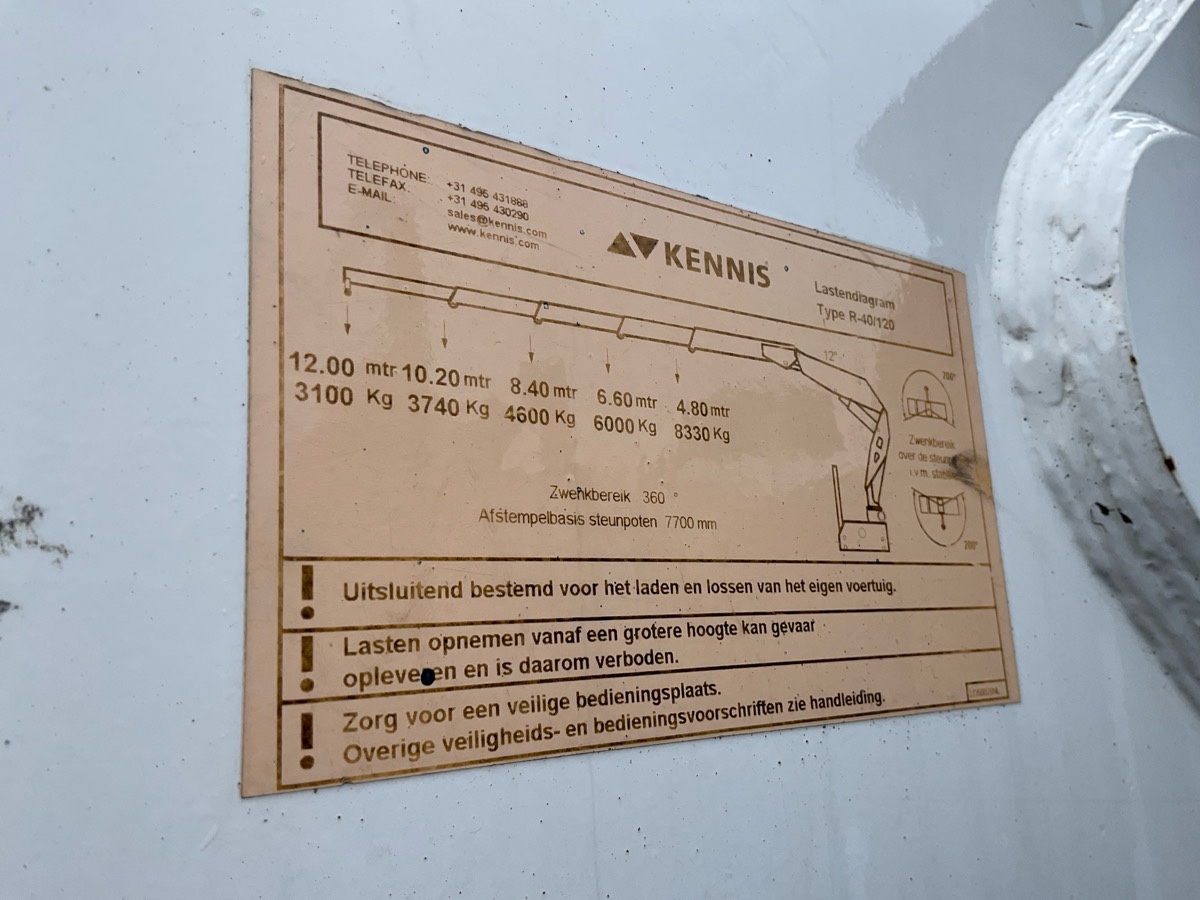 TELEPHONE: +31 495 431888
TELEFAX. +31 495 430290
E-MAIL: sales@kennis.com
www.kennis.com
KENNIS
Lastendiagram
Type R-40/120
12°
12.00 mtr 10.20 mtr 8.40 mtr 6.60 mtr 4.80 mtr
3100 Kg 3740 Kg 4600 Kg 6000 Kg 8330 Kg
Zwenkbereik
over de
i.v.m.
Zwenkbereik 360 °
Afstempelbasis steunpoten 7700 mm
! Uitsluitend bestemd voor het laden en lossen van het eigen voertuig.
! Lasten opnemen vanaf een grotere hoogte kan gevaar
opleveren en is daarom verboden.
! Zorg voor een veilige bedieningsplaats.
Overige veiligheids- en bedieningsvoorschriften zie handleiding.